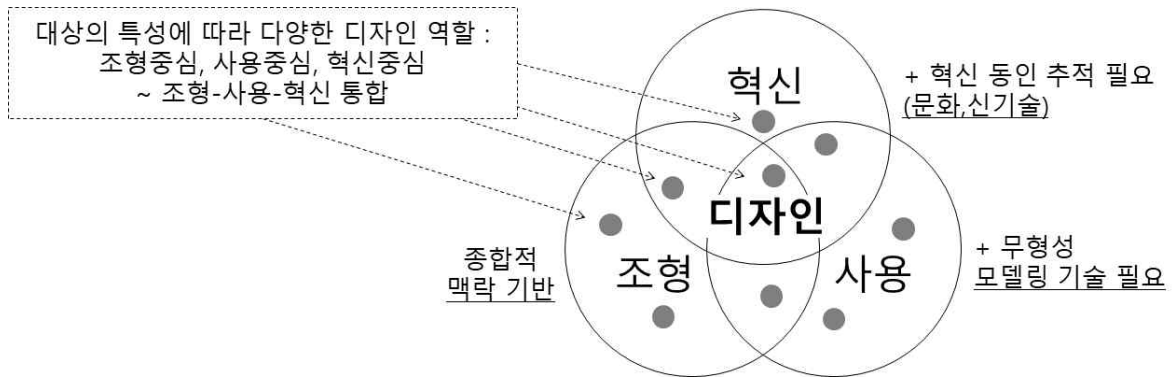 대상의 특성에 따라 다양한 디자인 역할 :
조형중심, 사용중심, 혁신중심
~ 조형-사용-혁신 통합
혁신
+ 혁신 동인 추적 필요
(문화,신기술)
디자인
종합적
맥락 기반
조형
사용
+ 무형성
모델링 기술 필요